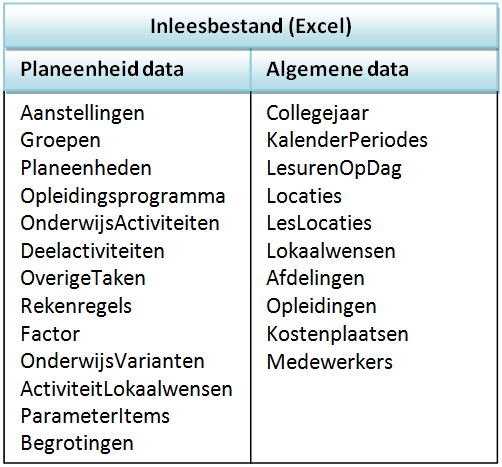 Inleesbestand (Excel)
Planeenheid data
Aanstellingen
Groepen
Planeenheden
Opleidingsprogramma
OnderwijsActiviteiten
Deelactiviteiten
OverigeTaken
Rekenregels
Factor
OnderwijsVarianten
ActiviteitLokaalwensen
ParameterItems
Begrotingen
Algemene data
Collegejaar
KalenderPeriodes
LesurenOpDag
Locaties
LesLocaties
Lokaalwensen
Afdelingen
Opleidingen
Kostenplaatsen
Medewerkers